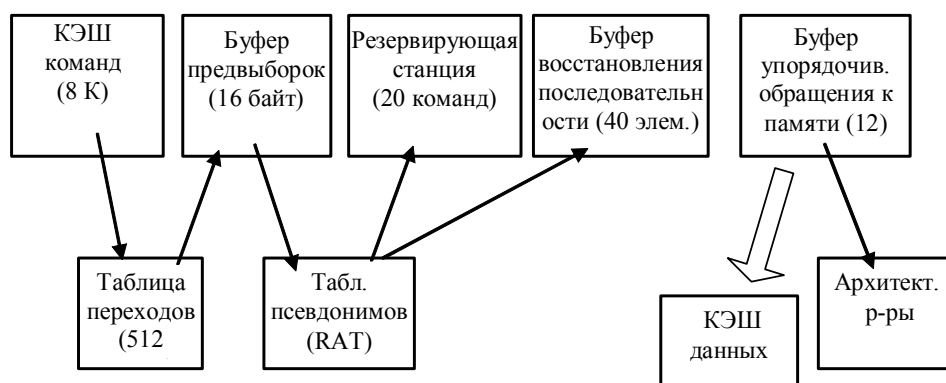 КЭШ
команд
(8 К)
Буфер
предвыборок
(16 байт)
Резервирующая
станция
(20 команд)
Буфер
восстановления
последовательн
ости (40 элем.)
Буфер
упорядочив.
обращения к
памяти (12)
Таблица
переходов
(512
Табл.
псевдонимов
(RAT)
КЭШ
данных
Архитект.
р-ры